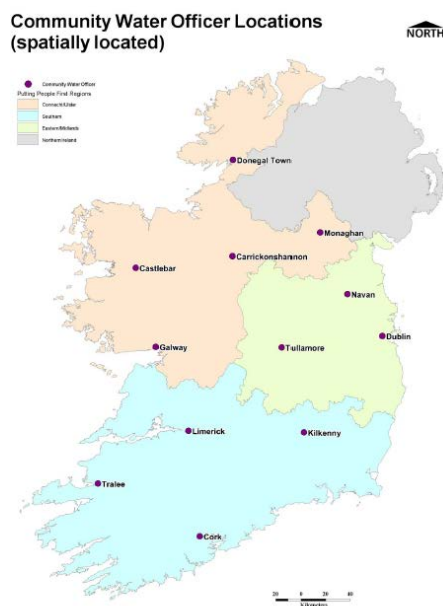 Community Water Officer Locations
(spatially located)
NORTH
Community Water Officer
Putting People First Regions
Connacht/Ulster
Southern
Eastern/Midlands
Northern Ireland
Donegal Town
Monaghan
Carrickonshannon
Castlebar
Navan
Dublin
Galway
Tullamore
Limerick
Kilkenny
Tralee
Cork
20 0 20 40
Kilometers